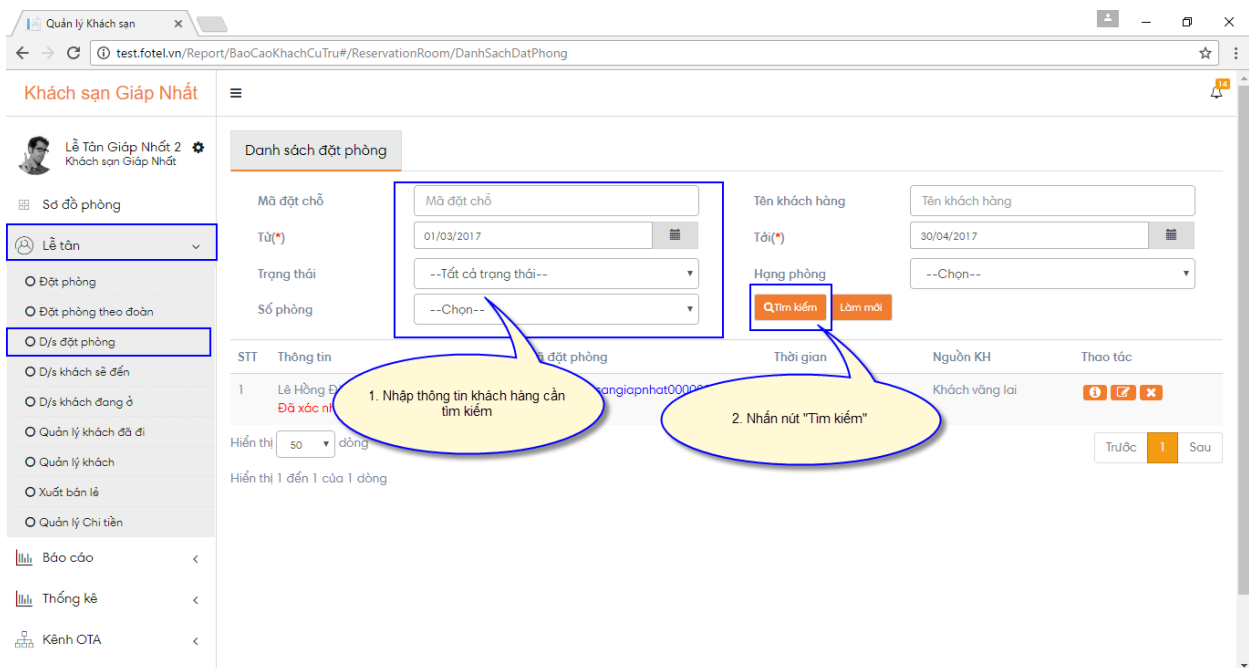 Quản lý Khách sạn
test.fotel.vn/Report/BaoCaoKhachCuTru#/ReservationRoom/DanhSachDatPhong
Khách sạn Giáp Nhất
14
Lễ Tân Giáp Nhất 2
Khách sạn Giáp Nhất
Sơ đồ phòng
Lễ tân
Đặt phòng
Đặt phòng theo đoàn
D/s đặt phòng
D/s khách sẽ đến
D/s khách đang ở
Quản lý khách đã đi
Quản lý khách
Xuất bán lẻ
Quản lý Chi tiền
Báo cáo
Thống kê
Kênh OTA
Danh sách đặt phòng
Mã đặt chỗ Mã đặt chỗ Tên khách hàng Tên khách hàng
Từ(*) 01/03/2017 Tới(*) 30/04/2017
Trạng thái --Tất cả trạng thái-- Hạng phòng --Chọn--
Số phòng --Chọn-- Tìm kiếm Làm mới
STT Thông tin đặt phòng Thời gian Nguồn KH Thao tác
1 Lê Hồng Khách vãng lai
Đã xác
1. Nhập thông tin khách hàng cần
tìm kiếm
2. Nhấn nút "Tìm kiếm"
Hiển thị 50 dòng Trước 1 Sau
Hiển thị 1 đến 1 của 1 dòng